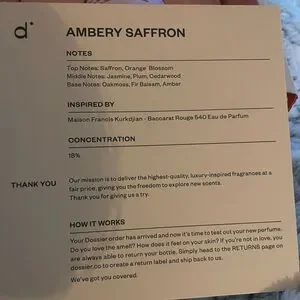 d.
AMBERY SAFFRON
NOTES
Top Notes: Saffron, Orange Blossom
Middle Notes: Jasmine, Plum, Cedarwood
Base Notes: Oakmoss, Fir Balsam, Amber
INSPIRED BY
Maison Francis Kurkdjian - Baccarat Rouge 540 Eau de Parfum
CONCENTRATION
18%
THANK YOU
Our mission is to deliver the highest-quality, luxury-inspired fragrances at a
fair price, giving you the freedom to explore new scents.
Thank you for giving us a try.
HOW IT WORKS
Your Dossier order has arrived and now it's time to test out your new perfume.
Do you love the smell? How does it feel on your skin? If you're not in love, you
are always able to return your bottle. Simply head to the RETURNS page on
dossier.co to create a return label and ship back to us.
We've got you covered.